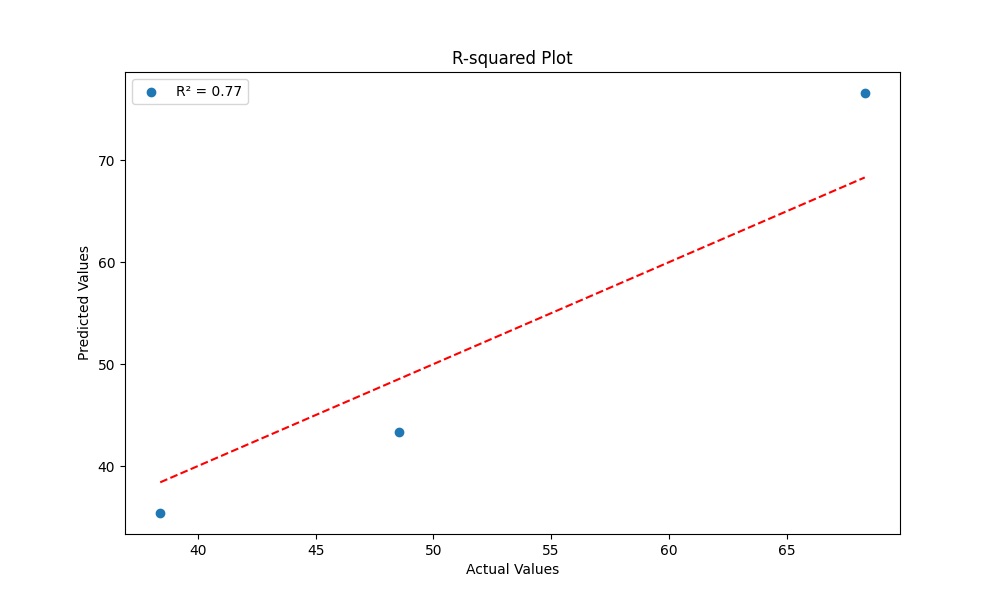 R-squared Plot
R² = 0.77
70
60
50
40
Predicted Values
40 45 50 55 60 65
Actual Values